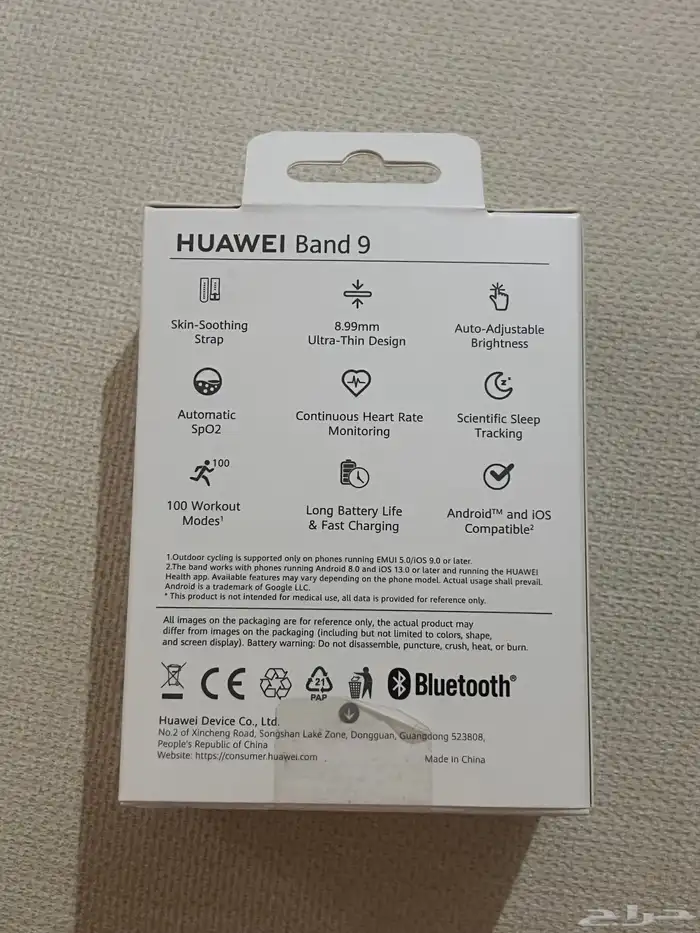 HUAWEI Band 9
Skin-Soothing
Strap
8.99mm
Ultra-Thin Design
Auto-Adjustable
Brightness
Automatic
SpO2
Continuous Heart Rate
Monitoring
z
Scientific Sleep
Tracking
100
100 Workout
Modes¹
Long Battery Life
& Fast Charging
Android™ and iOS
Compatible²
1.Outdoor cycling is supported only on phones running EMUI 5.0/iOS 9.0 or later.
2.The band works with phones running Android 8.0 and iOS 13.0 or later and running the HUAWEI
Health app. Available features may vary depending on the phone model. Actual usage shall prevail.
Android is a trademark of Google LLC.
* This product is not intended for medical use, all data is provided for reference only.
All images on the packaging are for reference only, the actual product may
differ from images on the packaging (including but not limited to colors, shape,
and screen display). Battery warning: Do not disassemble, puncture, crush, heat, or burn.
CE
21
PAP
Bluetooth®
Huawei Device Co., Ltd.
No.2 of Xincheng Road, Songshan Lake Zone, Dongguan, Guangdong 523808,
People's Republic of China
Website: https://consumer.huawei.com
Made in China
حراج